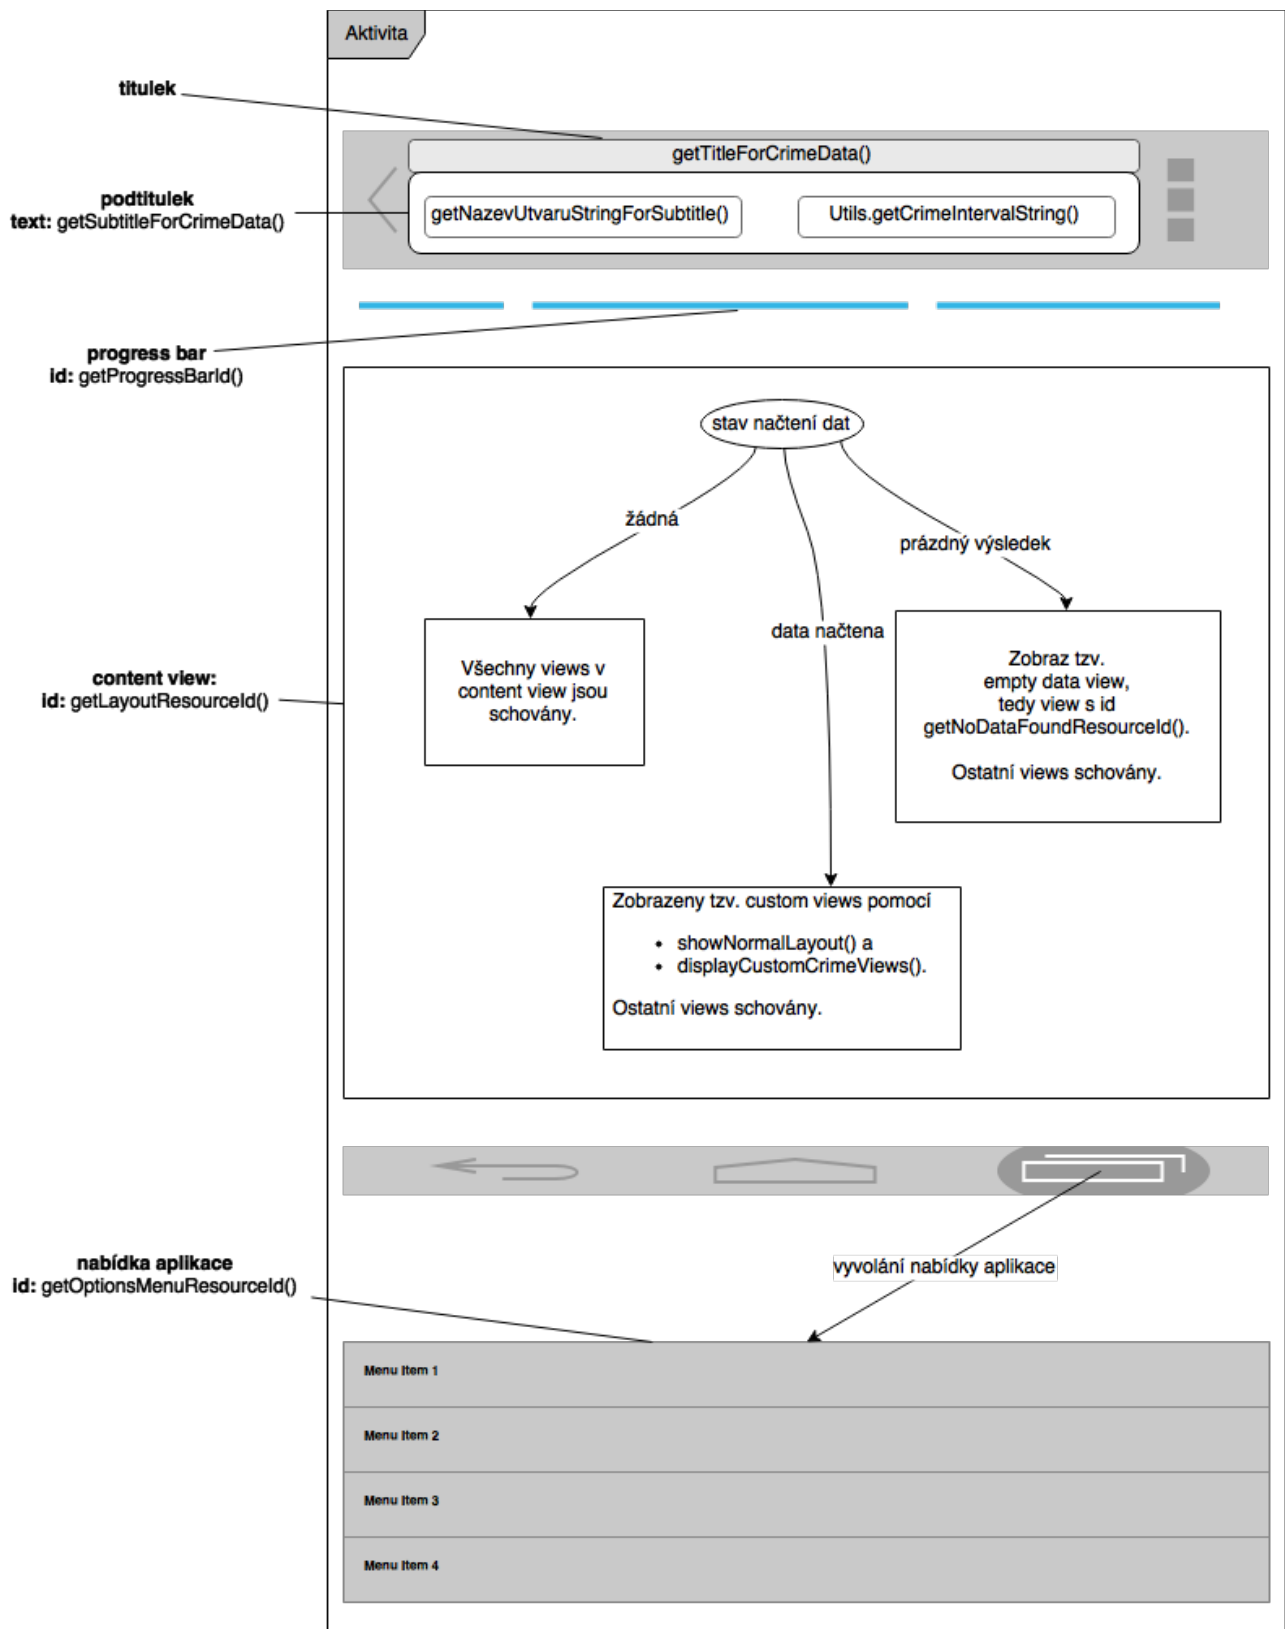 Aktivita
titulek
getTitleForCrimeData()
podtitulek
text: getSubtitleForCrimeData()
getNazevUtvaruStringForSubtitle()
Utils.getCrimeIntervalString()
progress bar
id: getProgressBarId()
stav načtení dat
žádná
prázdný výsledek
data načtena
Všechny views v
content view jsou
schovány.
Zobraz tzv.
empty data view,
tedy view s id
getNoDataFoundResourceId().
Ostatní views schovány.
content view:
id: getLayoutResourceId()
Zobrazeny tzv. custom views pomocí
• showNormalLayout() a
• displayCustomCrimeViews().
Ostatní views schovány.
nabídka aplikace
id: getOptionsMenuResourceId()
vyvolání nabídky aplikace
Menu Item 1
Menu Item 2
Menu Item 3
Menu Item 4